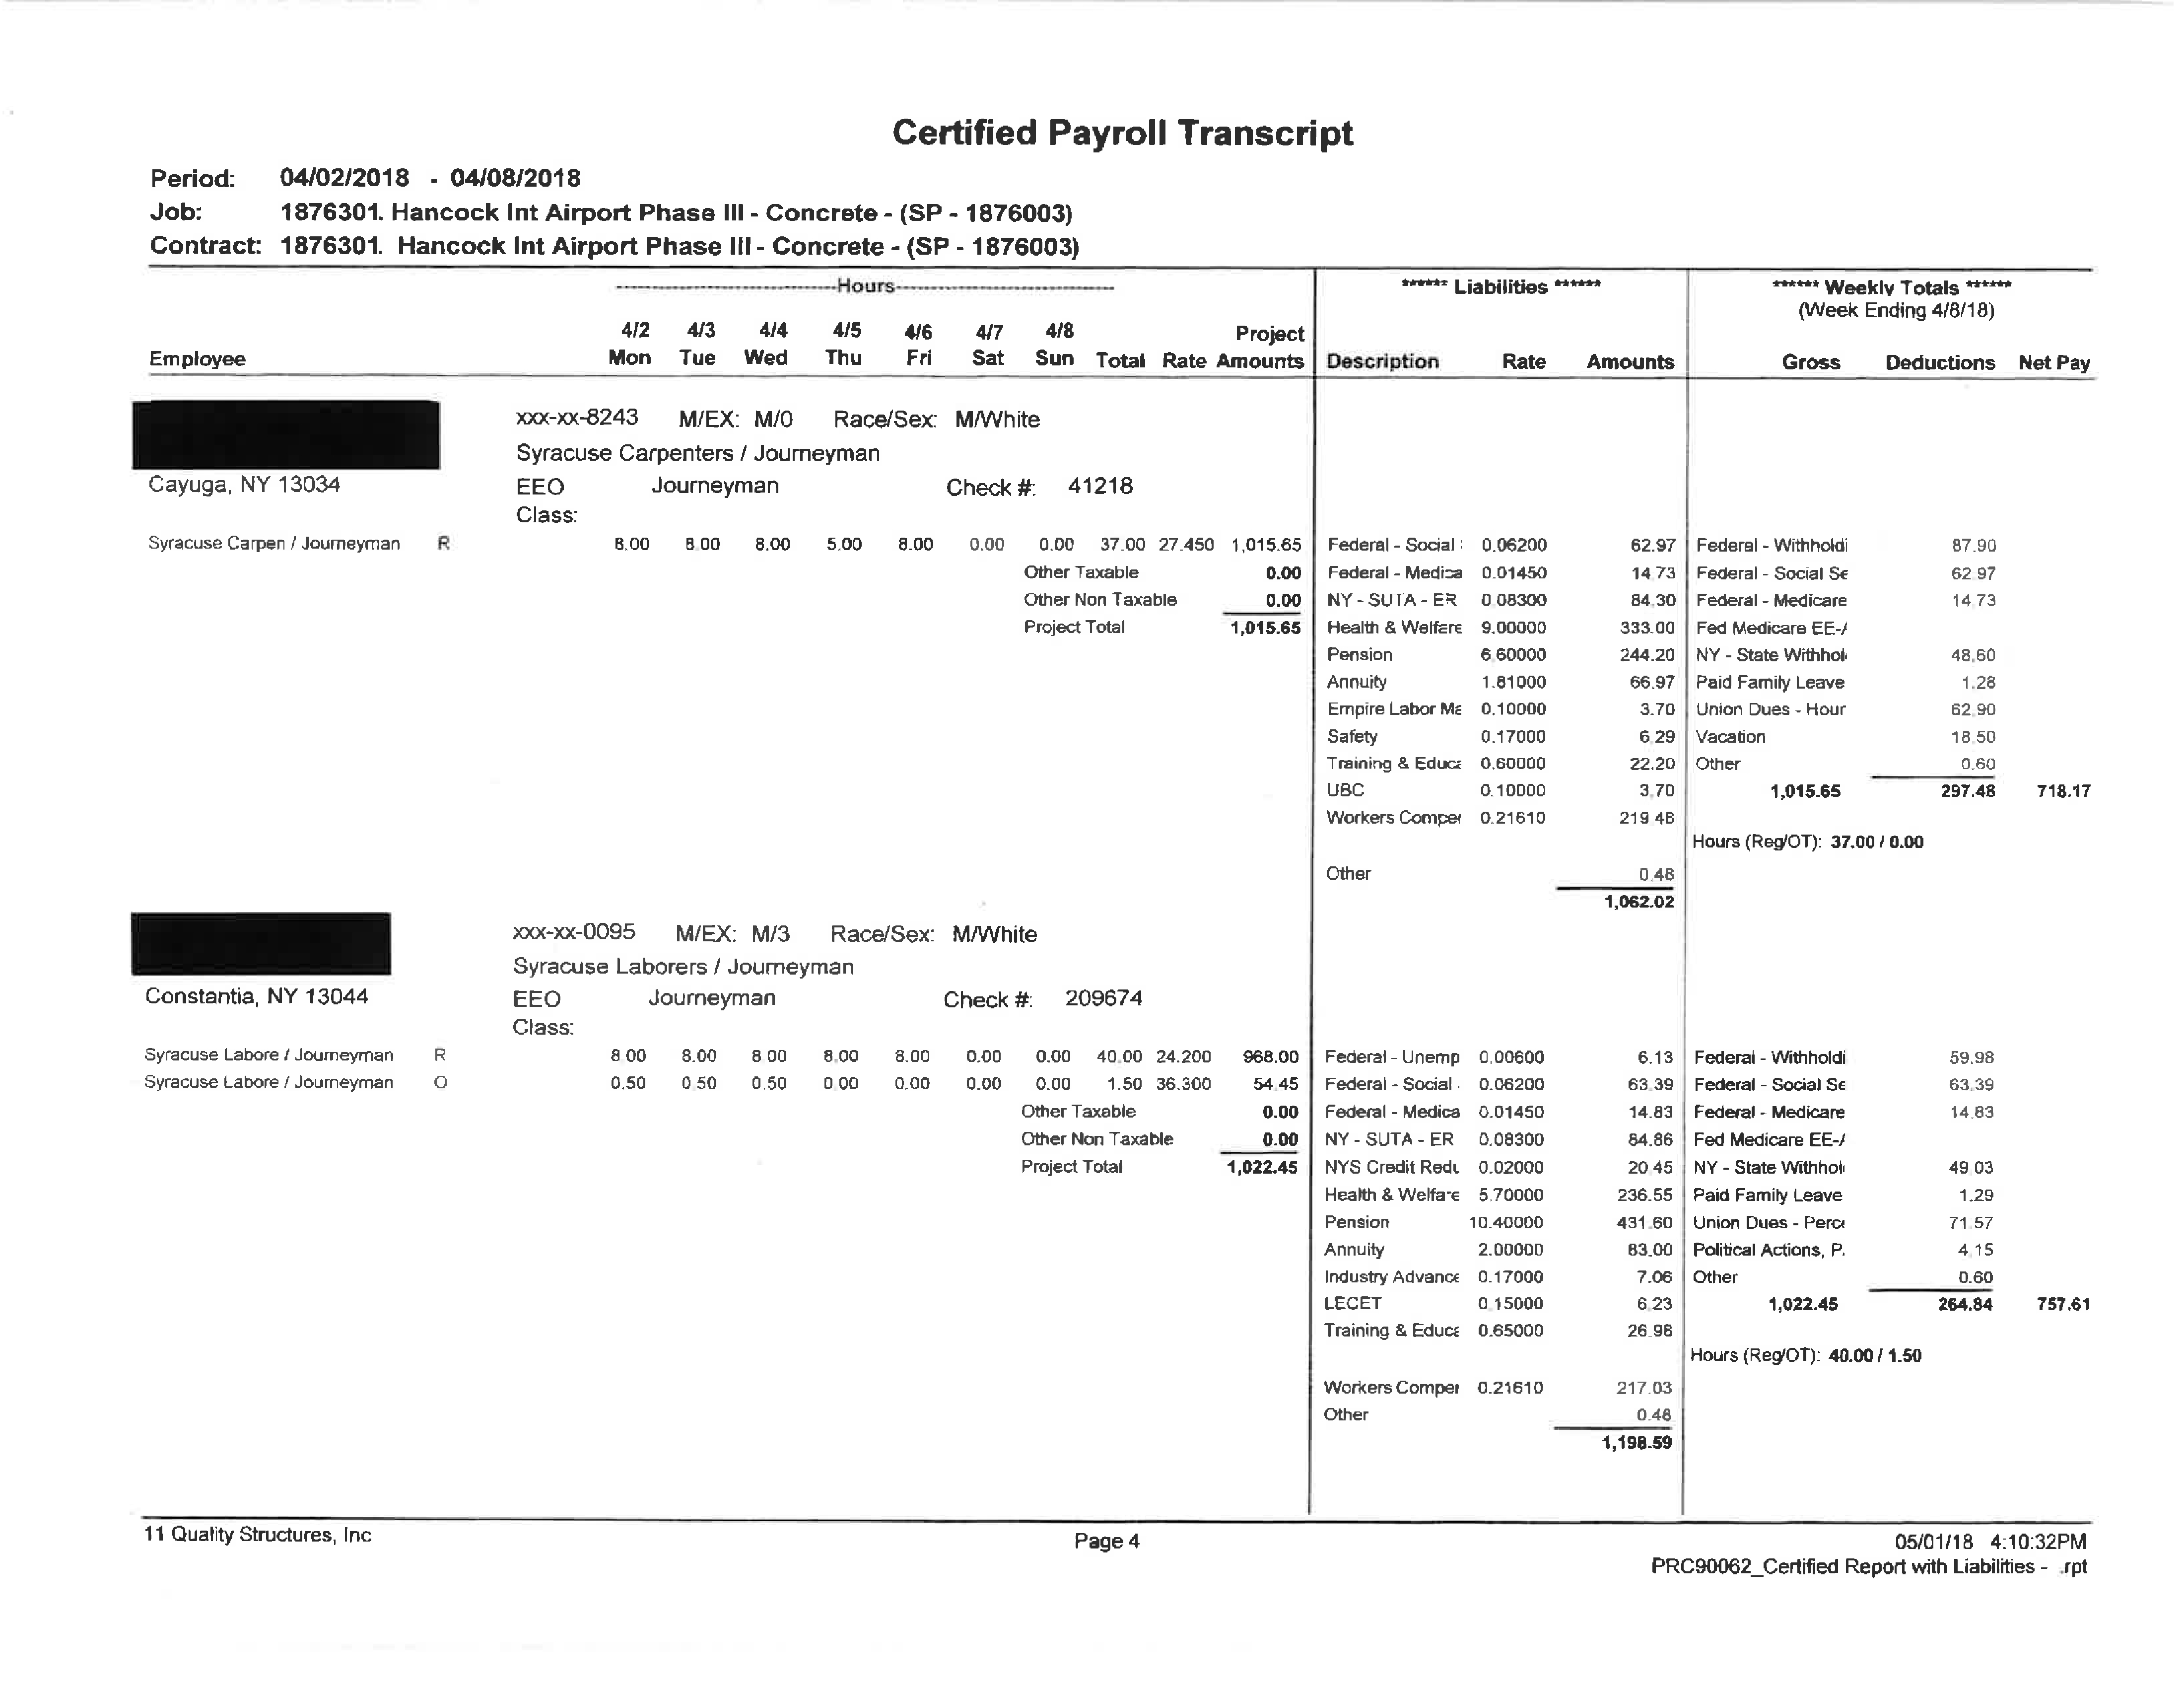 Certified Payroll Transcript
Period: 04/02/2018 - 04/08/2018
Job: 1876301. Hancock Int Airport Phase III - Concrete - (SP - 1876003)
Contract: 1876301. Hancock Int Airport Phase III - Concrete - (SP - 1876003)
Hours ****** Liabilities ****** ****** Weekly Totals ******
(Week Ending 4/8/18)
4/2 4/3 4/4 4/5 4/6 4/7 4/8 Project
Employee Mon Tue Wed Thu Fri Sat Sun Total Rate Amounts Description Rate Amounts Gross Deductions Net Pay
xxx-xx-8243 M/EX: M/0 Race/Sex: M/White
Syracuse Carpenters / Journeyman
Cayuga, NY 13034 EEO Journeyman Check #: 41218
Class:
Syracuse Carpen / Journeyman R 8.00 8.00 8.00 5.00 8.00 0.00 0.00 37.00 27.450 1,015.65 Federal - Social 0.06200 62.97 Federal - Withholdi 87.90
Other Taxable 0.00 Federal - Medica 0.01450 14.73 Federal - Social Se 62.97
Other Non Taxable 0.00 NY - SUTA - ER 0.08300 84.30 Federal - Medicare 14.73
Project Total 1,015.65 Health & Welfare 9.00000 333.00 Fed Medicare EE-/
Pension 6.60000 244.20 NY - State Withhol 48.60
Annuity 1.81000 66.97 Paid Family Leave 1.28
Empire Labor Ma 0.10000 3.70 Union Dues - Hour 62.90
Safety 0.17000 6.29 Vacation 18.50
Training & Educa 0.60000 22.20 Other 0.60
UBC 0.10000 3.70 1,015.65 297.48 718.17
Workers Comper 0.21610 219.48
Hours (Reg/OT): 37.00 / 0.00
Other 0.48
1,062.02
xxx-xx-0095 M/EX: M/3 Race/Sex: M/White
Syracuse Laborers / Journeyman
Constantia, NY 13044 EEO Journeyman Check #: 209674
Class:
Syracuse Labore / Journeyman R 8.00 8.00 8.00 8.00 8.00 0.00 0.00 40.00 24.200 968.00 Federal - Unemp 0.00600 6.13 Federal - Withholdi 59.98
Syracuse Labore / Journeyman O 0.50 0.50 0.50 0.00 0.00 0.00 0.00 1.50 36.300 54.45 Federal - Social 0.06200 63.39 Federal - Social Se 63.39
Other Taxable 0.00 Federal - Medica 0.01450 14.83 Federal - Medicare 14.83
Other Non Taxable 0.00 NY - SUTA - ER 0.08300 84.86 Fed Medicare EE-/
Project Total 1,022.45 NYS Credit Redu 0.02000 20.45 NY - State Withhol 49.03
Health & Welfare 5.70000 236.55 Paid Family Leave 1.29
Pension 10.40000 431.60 Union Dues - Perce 71.57
Annuity 2.00000 83.00 Political Actions, P. 4.15
Industry Advance 0.17000 7.06 Other 0.60
LECET 0.15000 6.23 1,022.45 264.84 757.61
Training & Educa 0.65000 26.98
Hours (Reg/OT): 40.00 / 1.50
Workers Comper 0.21610 217.03
Other 0.48
1,198.59
11 Quality Structures, Inc Page 4 05/01/18 4:10:32PM
PRC90062_Certified Report with Liabilities - .rpt